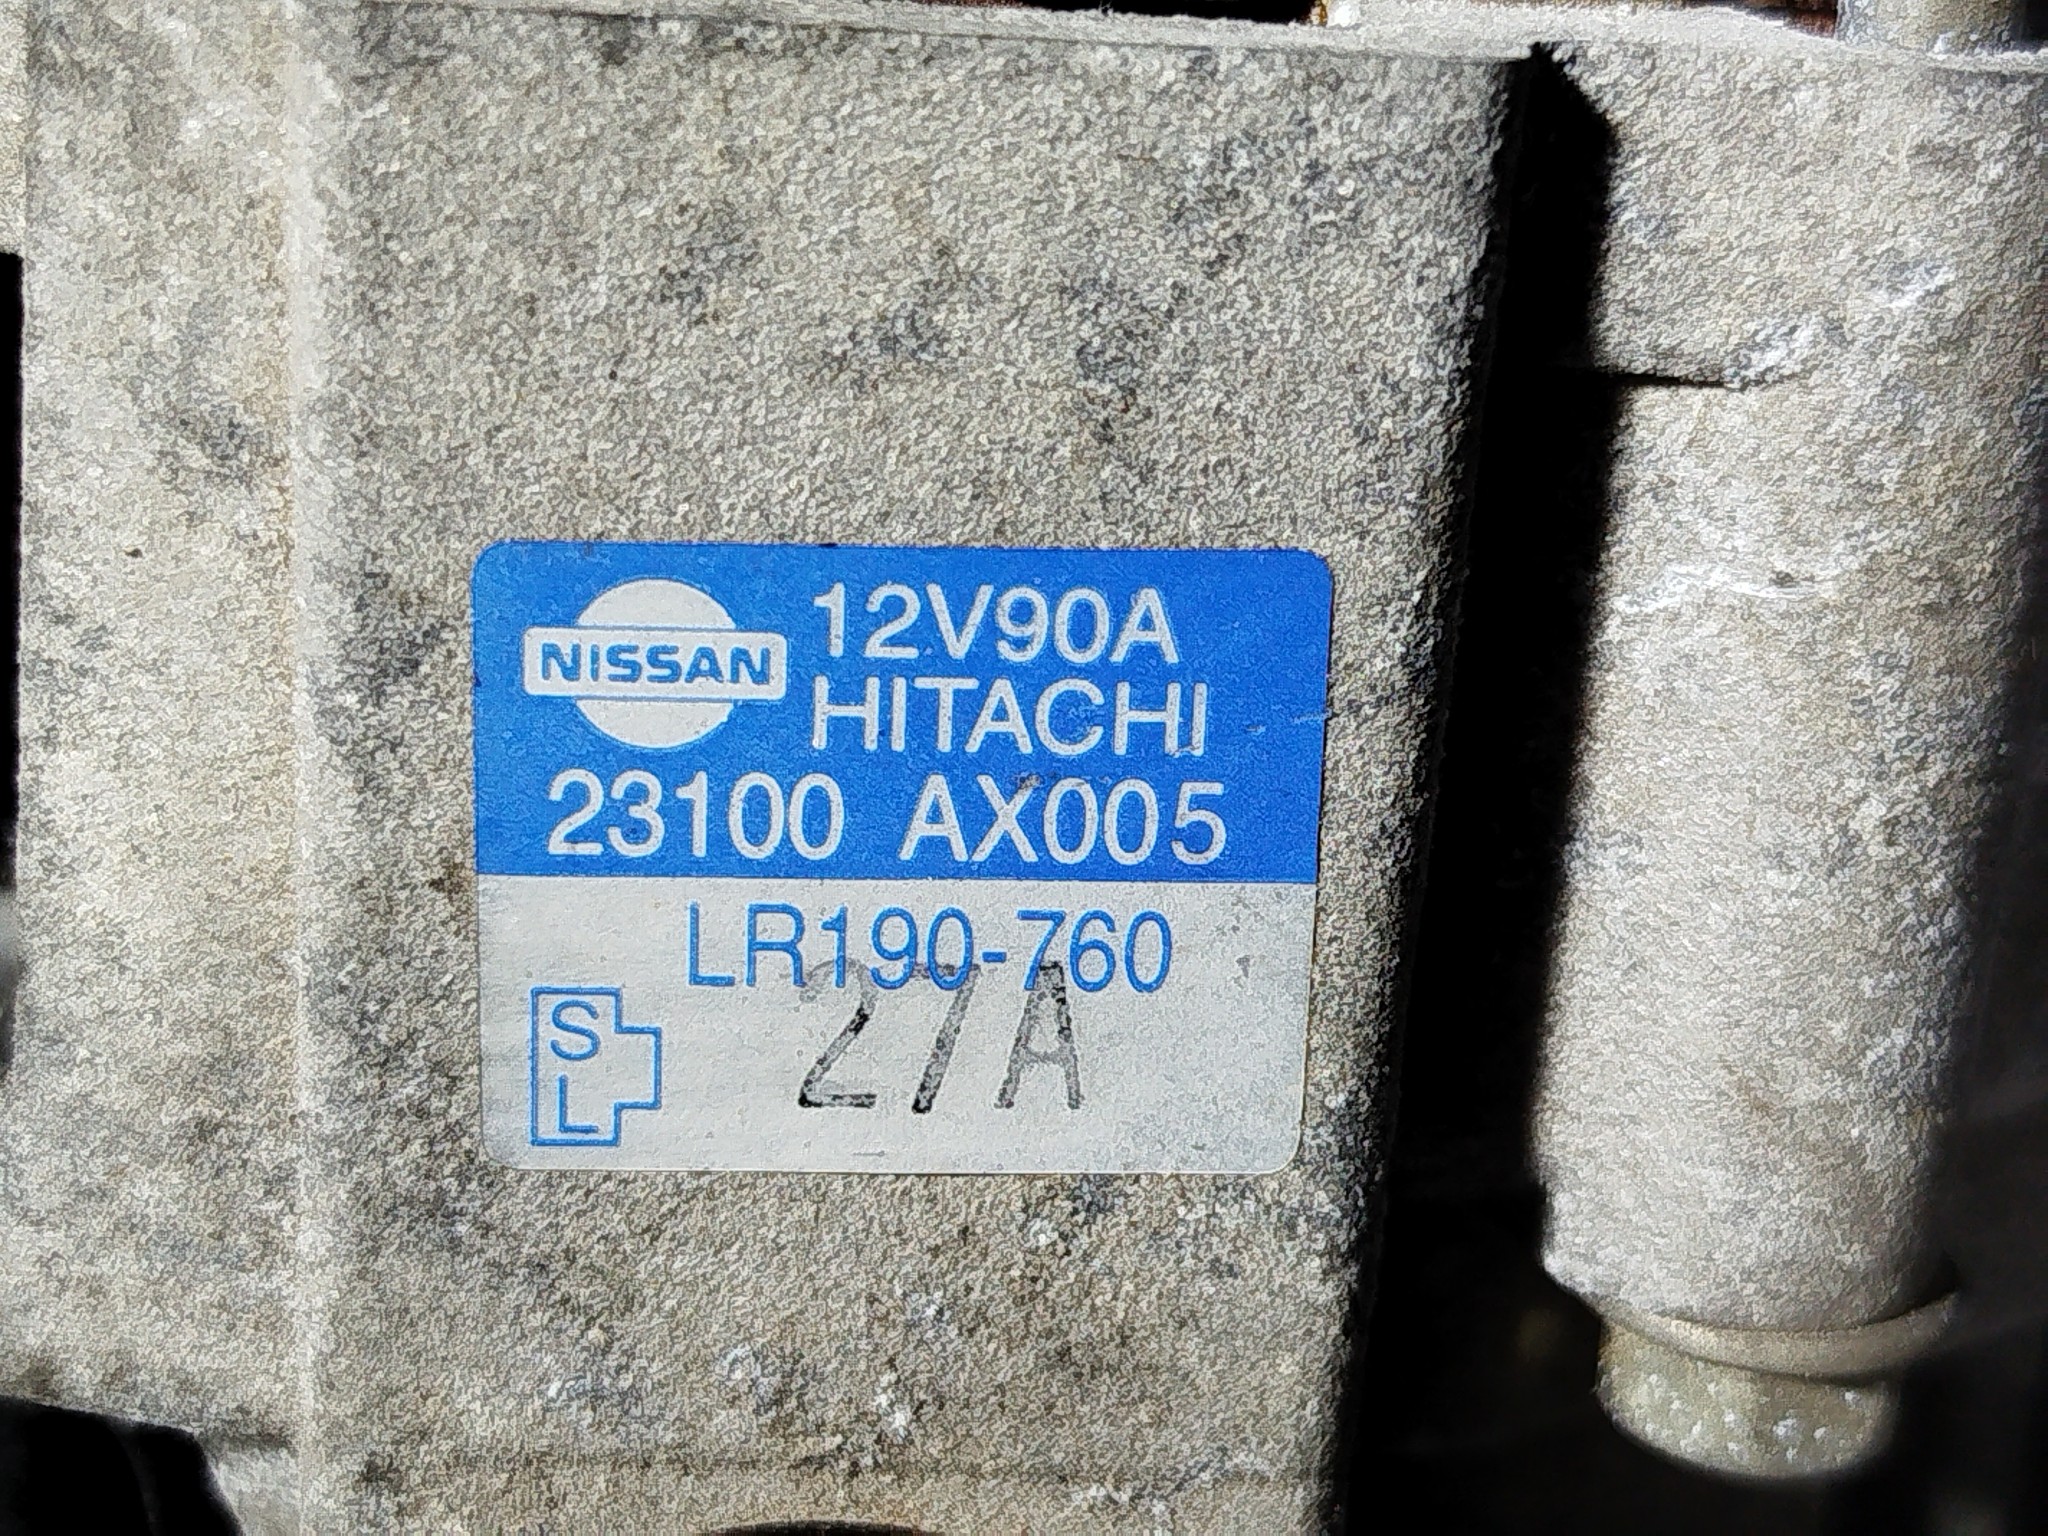 NISSAN
12V90A
HITACHI
23100 AX005
LR190-760
27A
S
L